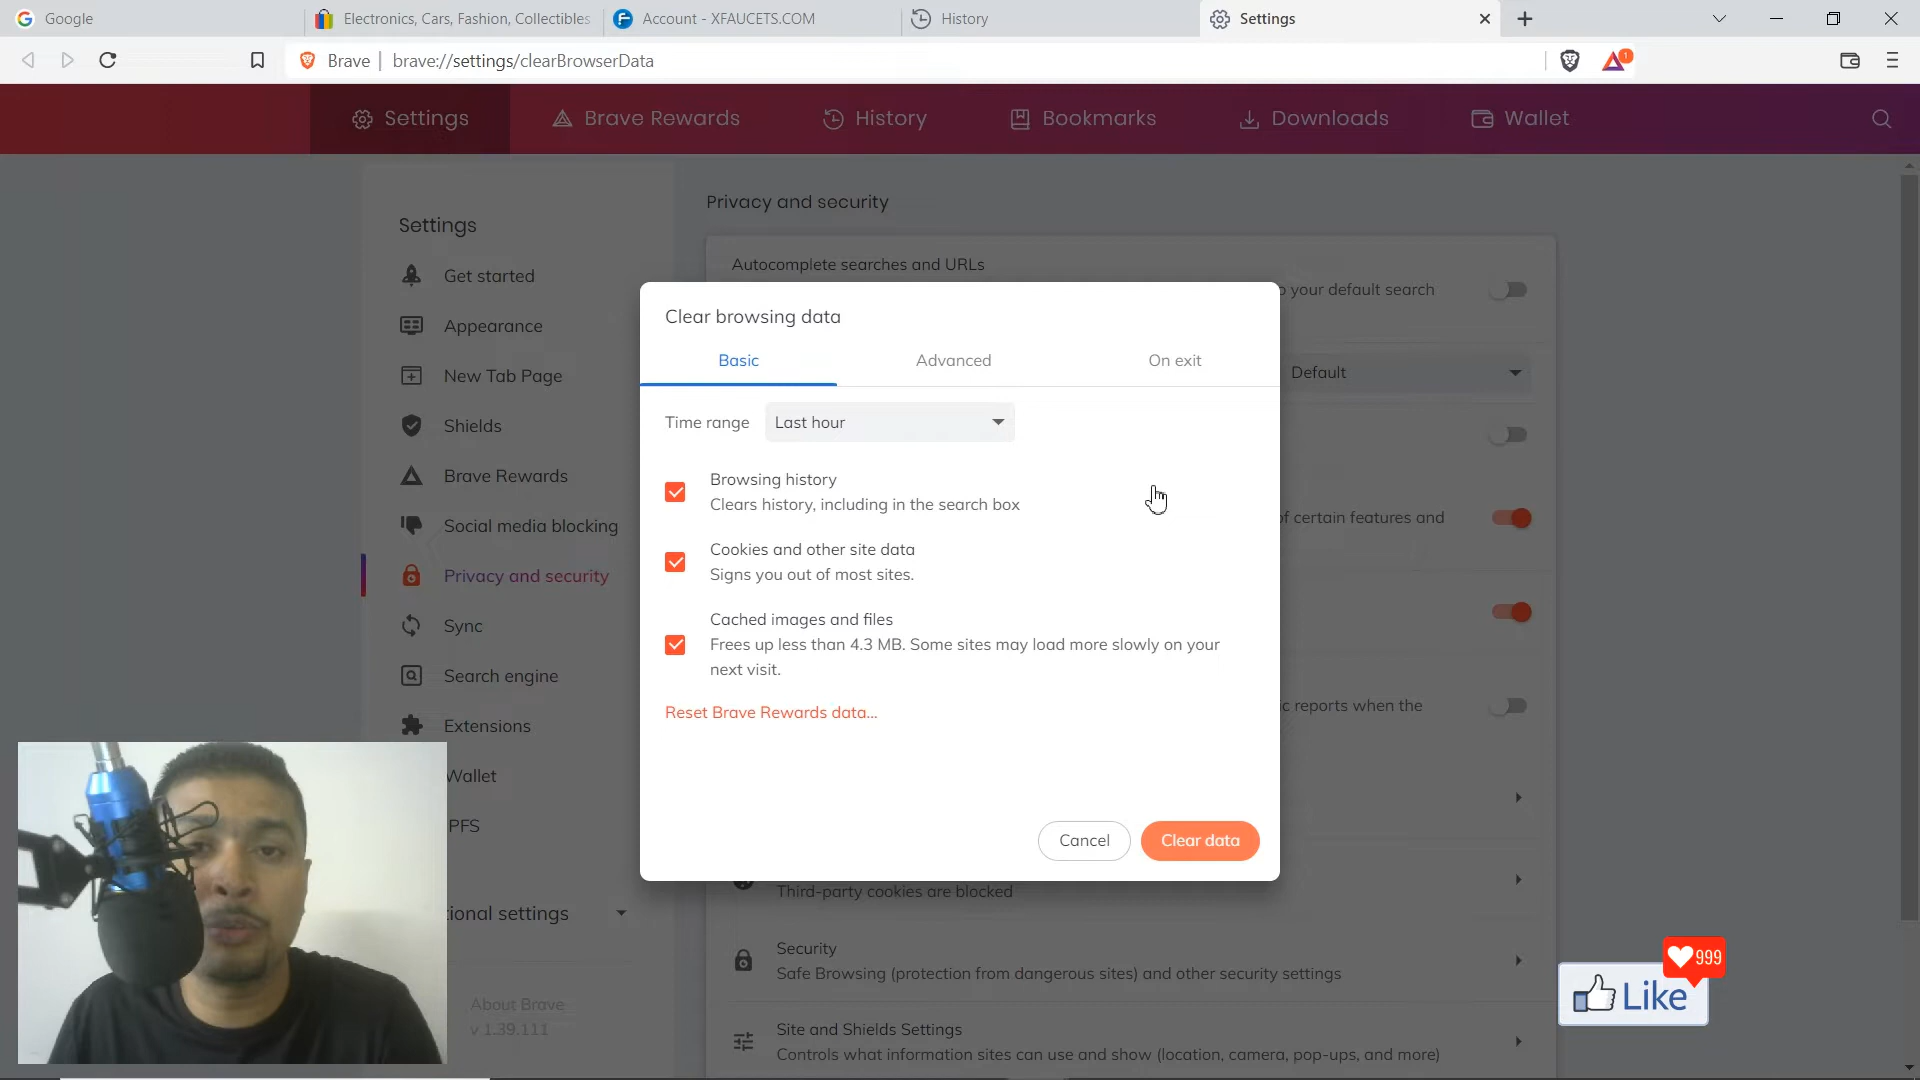 Google
Electronics, Cars, Fashion, Collectibles
Account - XFAUCETS.COM
History
Settings
Brave
brave://settings/clearBrowserData
1
Settings
Brave Rewards
History
Bookmarks
Downloads
Wallet
Settings
Get started
Appearance
New Tab Page
Shields
Brave Rewards
Social media blocking
Privacy and security
Sync
Search engine
Extensions
Wallet
PFS
ional settings
About Brave
v 1.39.111
Privacy and security
Autocomplete searches and URLs
o your default search
Default
of certain features and
c reports when the
Third-party cookies are blocked
Security
Safe Browsing (protection from dangerous sites) and other security settings
Site and Shields Settings
Controls what information sites can use and show (location, camera, pop-ups, and more)
Clear browsing data
Basic
Advanced
On exit
Time range
Last hour
Browsing history
Clears history, including in the search box
Cookies and other site data
Signs you out of most sites.
Cached images and files
Frees up less than 4.3 MB. Some sites may load more slowly on your
next visit.
Reset Brave Rewards data...
Cancel
Clear data
999
Like